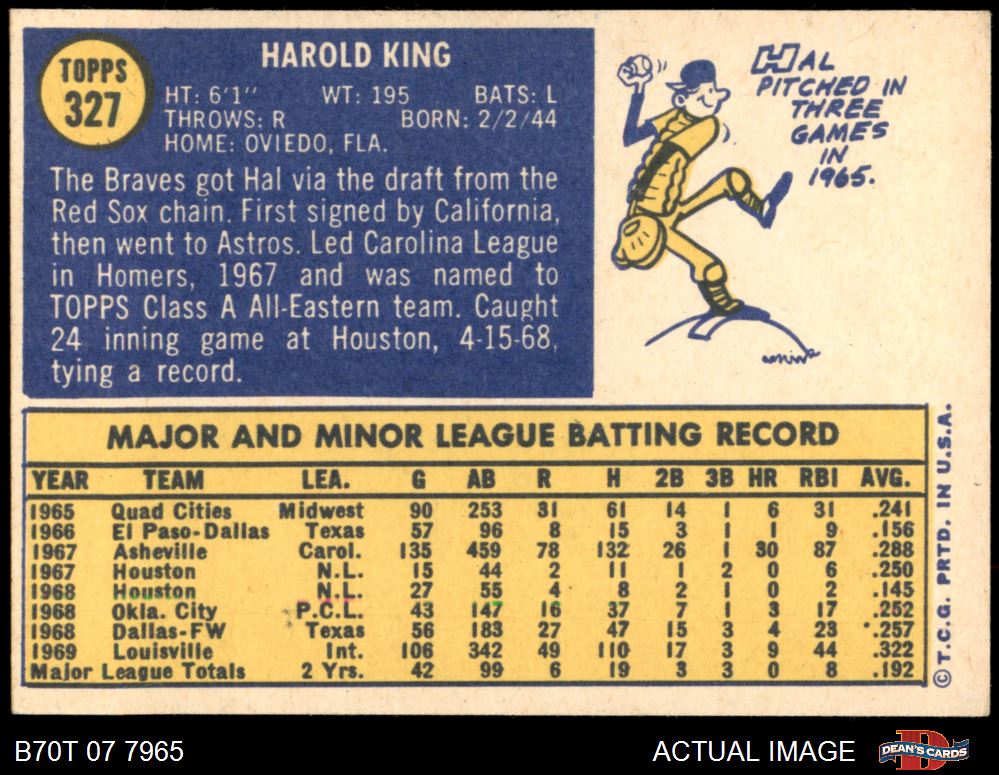 TOPPS
327
HAROLD KING
HT: 6'1" WT: 195 BATS: L
THROWS: R BORN: 2/2/44
HOME: OVIEDO, FLA.
The Braves got Hal via the draft from the
Red Sox chain. First signed by California,
then went to Astros. Led Carolina League
in Homers, 1967 and was named to
TOPPS Class A All-Eastern team. Caught
24 inning game at Houston, 4-15-68,
tying a record.
HAL
PITCHED IN
THREE
GAMES
IN
1965.
MAJOR AND MINOR LEAGUE BATTING RECORD
YEAR TEAM LEA. G AB R H 2B 3B HR RBI AVG.
1965 Quad Cities Midwest 90 253 31 61 14 1 6 31 .241
1966 El Paso-Dallas Texas 57 96 8 15 3 1 1 9 .156
1967 Asheville Carol. 135 459 78 132 26 1 30 87 .288
1967 Houston N.L. 15 44 2 11 1 2 0 6 .250
1968 Houston N.L. 27 55 4 8 2 1 0 2 .145
1968 Okla. City P.C.L. 43 147 16 37 7 1 3 17 .252
1968 Dallas-FW Texas 56 183 27 47 15 3 4 23 .257
1969 Louisville Int. 106 342 49 110 17 3 9 44 .322
Major League Totals 2 Yrs. 42 99 6 19 3 3 0 8 .192
© T.C.G. PRTD. IN U.S.A.
B70T 07 7965
ACTUAL IMAGE
DEAN'S CARDS